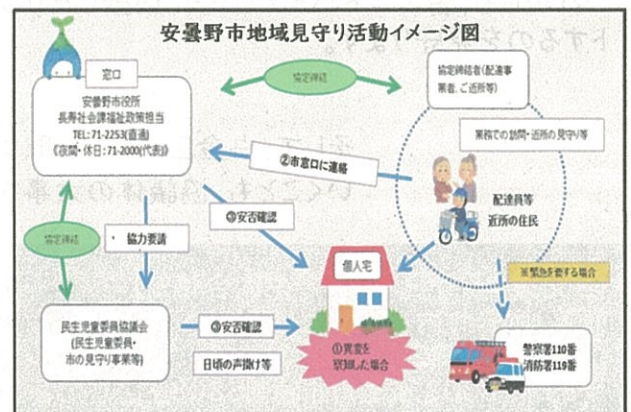 安曇野市地域見守り活動イメージ図
窓口
安曇野市役所
長寿社会課福祉政策担当
TEL:71-2253(直通)
《夜間・休日:71-2000(代表)》
協定締結
協定締結者(配達事
業者、ご近所等)
業務での訪問・近所の見守り等
②市窓口に連絡
配達員等
近所の住民
③安否確認
協定締結
・ 協力要請
個人宅
※緊急を要する場合
①異変を
察知した場合
民生児童委員協議会
(民生児童委員・
市の見守り事業等)
③安否確認
日頃の声掛け等
警察署110番
消防署119番